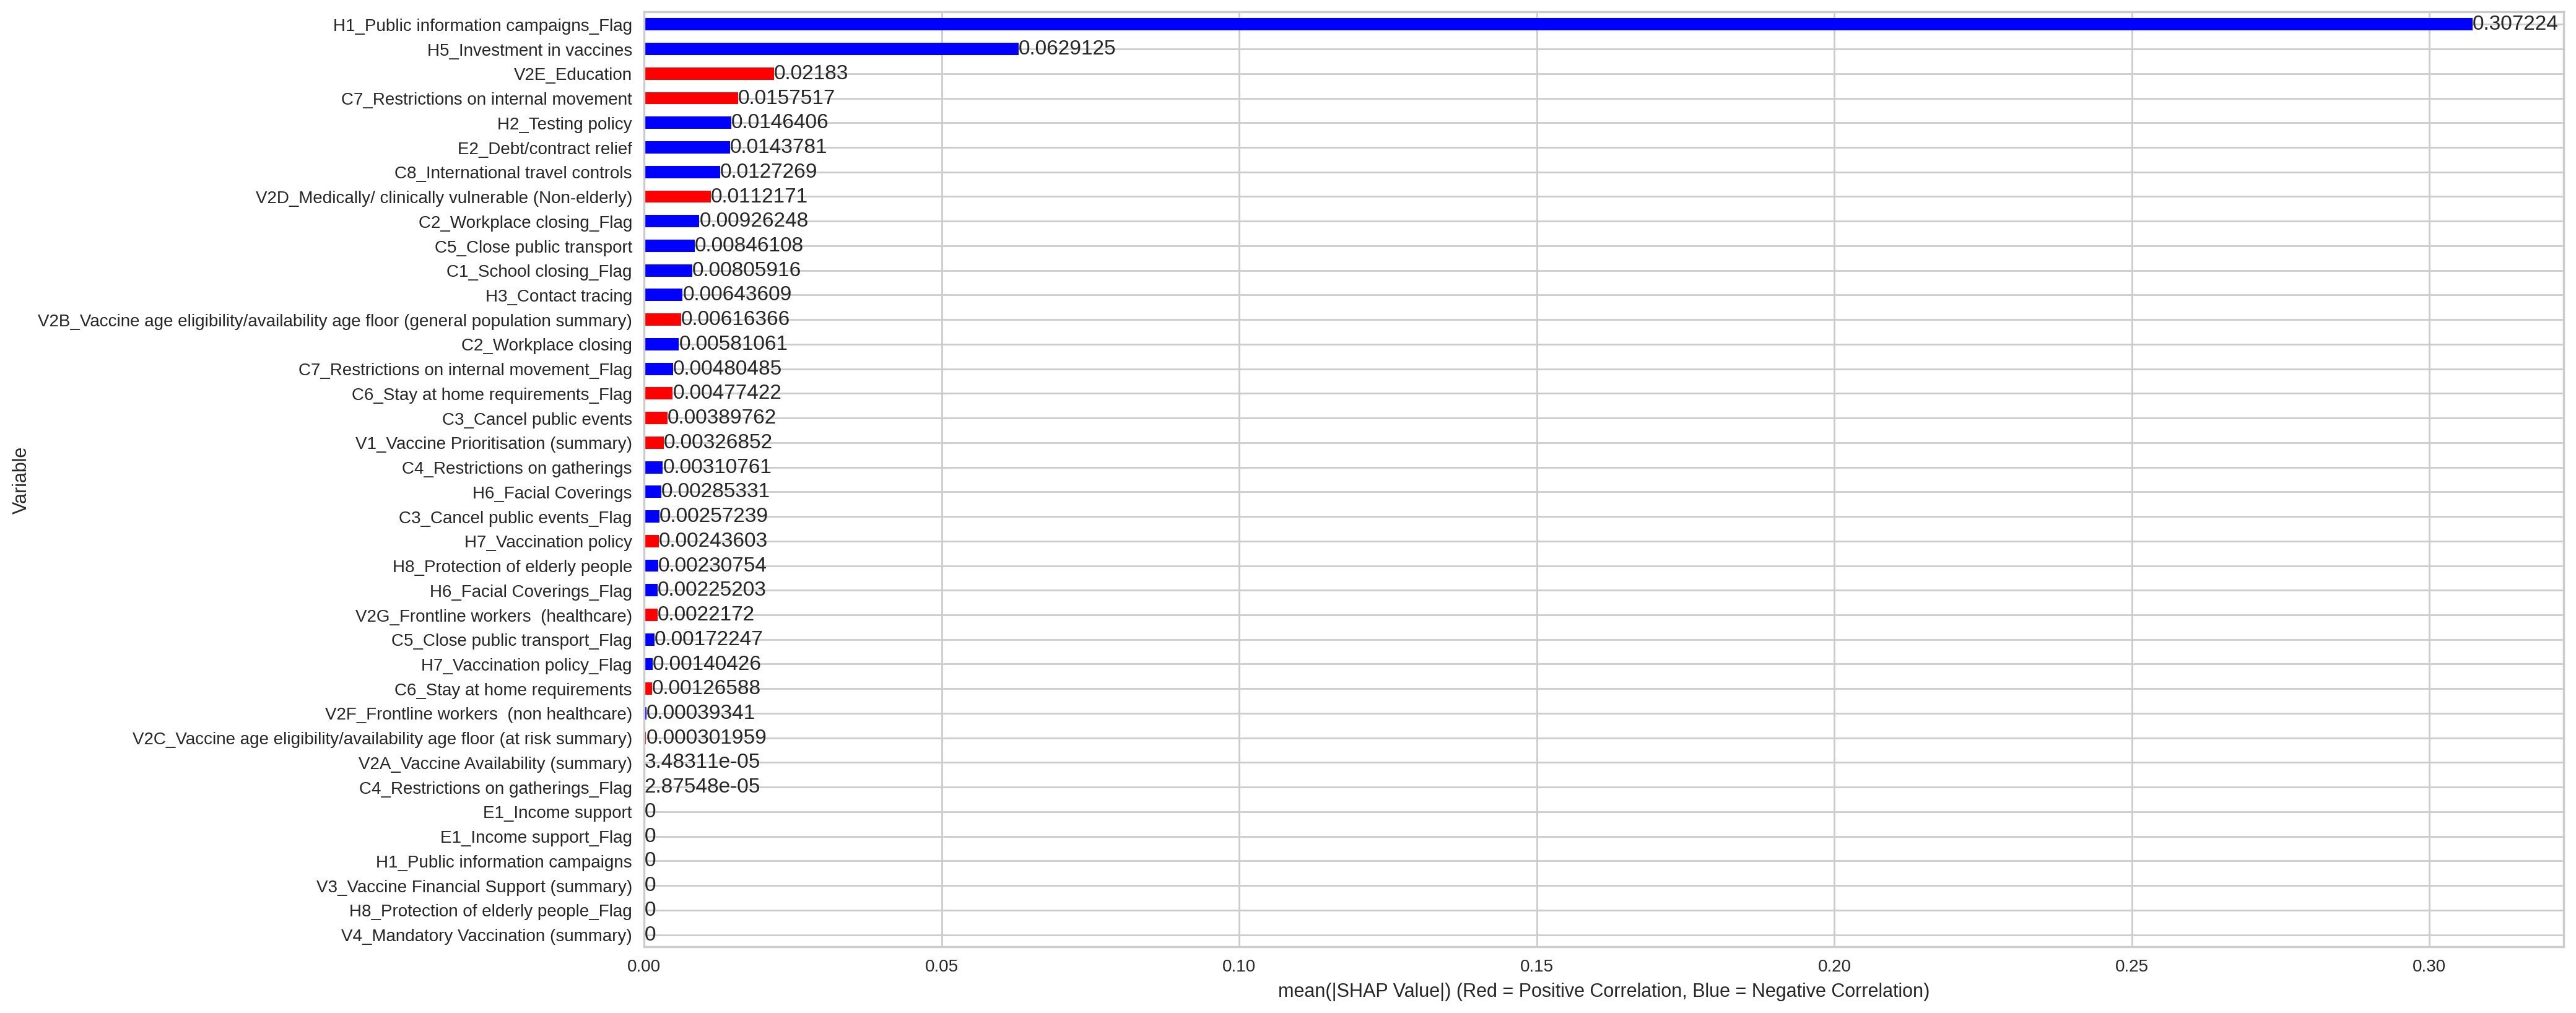 H1_Public information campaigns_Flag 0.307224
H5_Investment in vaccines 0.0629125
V2E_Education 0.02183
C7_Restrictions on internal movement 0.0157517
H2_Testing policy 0.0146406
E2_Debt/contract relief 0.0143781
C8_International travel controls 0.0127269
V2D_Medically/ clinically vulnerable (Non-elderly) 0.0112171
C2_Workplace closing_Flag 0.00926248
C5_Close public transport 0.00846108
C1_School closing_Flag 0.00805916
H3_Contact tracing 0.00643609
V2B_Vaccine age eligibility/availability age floor (general population summary) 0.00616366
C2_Workplace closing 0.00581061
C7_Restrictions on internal movement_Flag 0.00480485
C6_Stay at home requirements_Flag 0.00477422
C3_Cancel public events 0.00389762
V1_Vaccine Prioritisation (summary) 0.00326852
C4_Restrictions on gatherings 0.00310761
H6_Facial Coverings 0.00285331
C3_Cancel public events_Flag 0.00257239
H7_Vaccination policy 0.00243603
H8_Protection of elderly people 0.00230754
H6_Facial Coverings_Flag 0.00225203
V2G_Frontline workers  (healthcare) 0.0022172
C5_Close public transport_Flag 0.00172247
H7_Vaccination policy_Flag 0.00140426
C6_Stay at home requirements 0.00126588
V2F_Frontline workers  (non healthcare) 0.00039341
V2C_Vaccine age eligibility/availability age floor (at risk summary) 0.000301959
V2A_Vaccine Availability (summary) 3.48311e-05
C4_Restrictions on gatherings_Flag 2.87548e-05
E1_Income support 0
E1_Income support_Flag 0
H1_Public information campaigns 0
V3_Vaccine Financial Support (summary) 0
H8_Protection of elderly people_Flag 0
V4_Mandatory Vaccination (summary) 0
Variable
0.00 0.05 0.10 0.15 0.20 0.25 0.30
mean(|SHAP Value|) (Red = Positive Correlation, Blue = Negative Correlation)